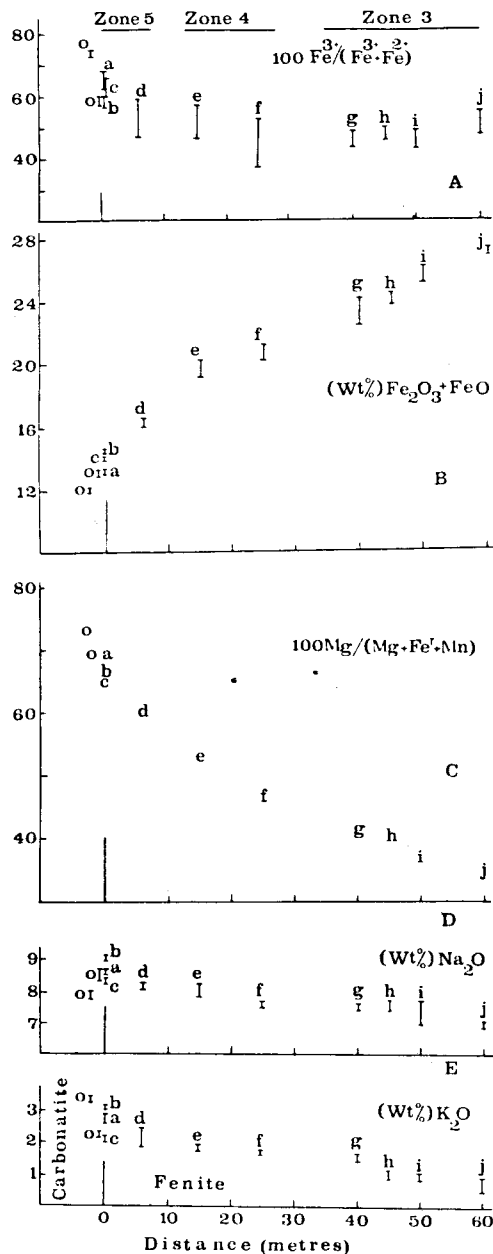 Zone 5 Zone 4 Zone 3
100 Fe³⁺/(Fe³⁺+Fe²⁺)
80
60
40
o
a
o
c
b
d
e
f
g
h
i
j
A
28
24
20
16
12
j
i
g
h
e
f
(Wt%) Fe₂O₃+FeO
d
c b
o a
o
B
80
60
40
o
o a
b
c
100Mg/(Mg+Feᵀ+Mn)
d
e
f
C
g
h
i
j
D
9
8
7
b
a
o
o
c
d
e
f
g
h
i
j
(Wt%) Na₂O
E
3
2
1
o
b
a
o
c
d
e
f
g
h
i
j
(Wt%) K₂O
Carbonatite
Fenite
0 10 20 30 40 50 60
Distance (metres)